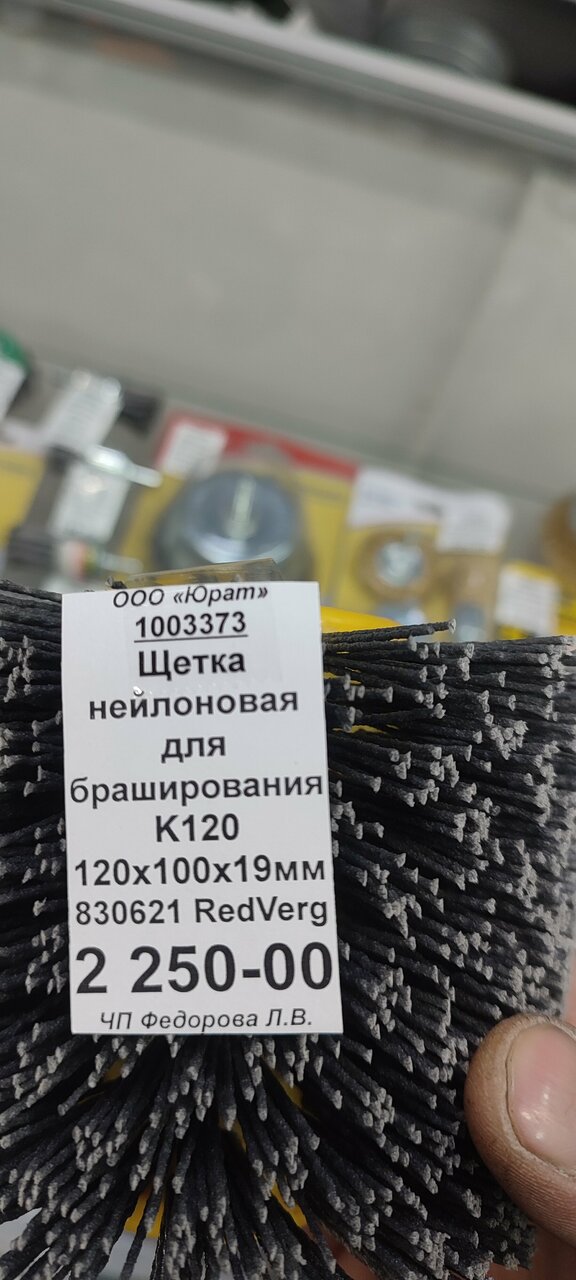 ООО «Юрат»
1003373
Щетка
нейлоновая
для
браширования
K120
120x100x19мм
830621 RedVerg
2 250-00
ЧП Федорова Л.В.